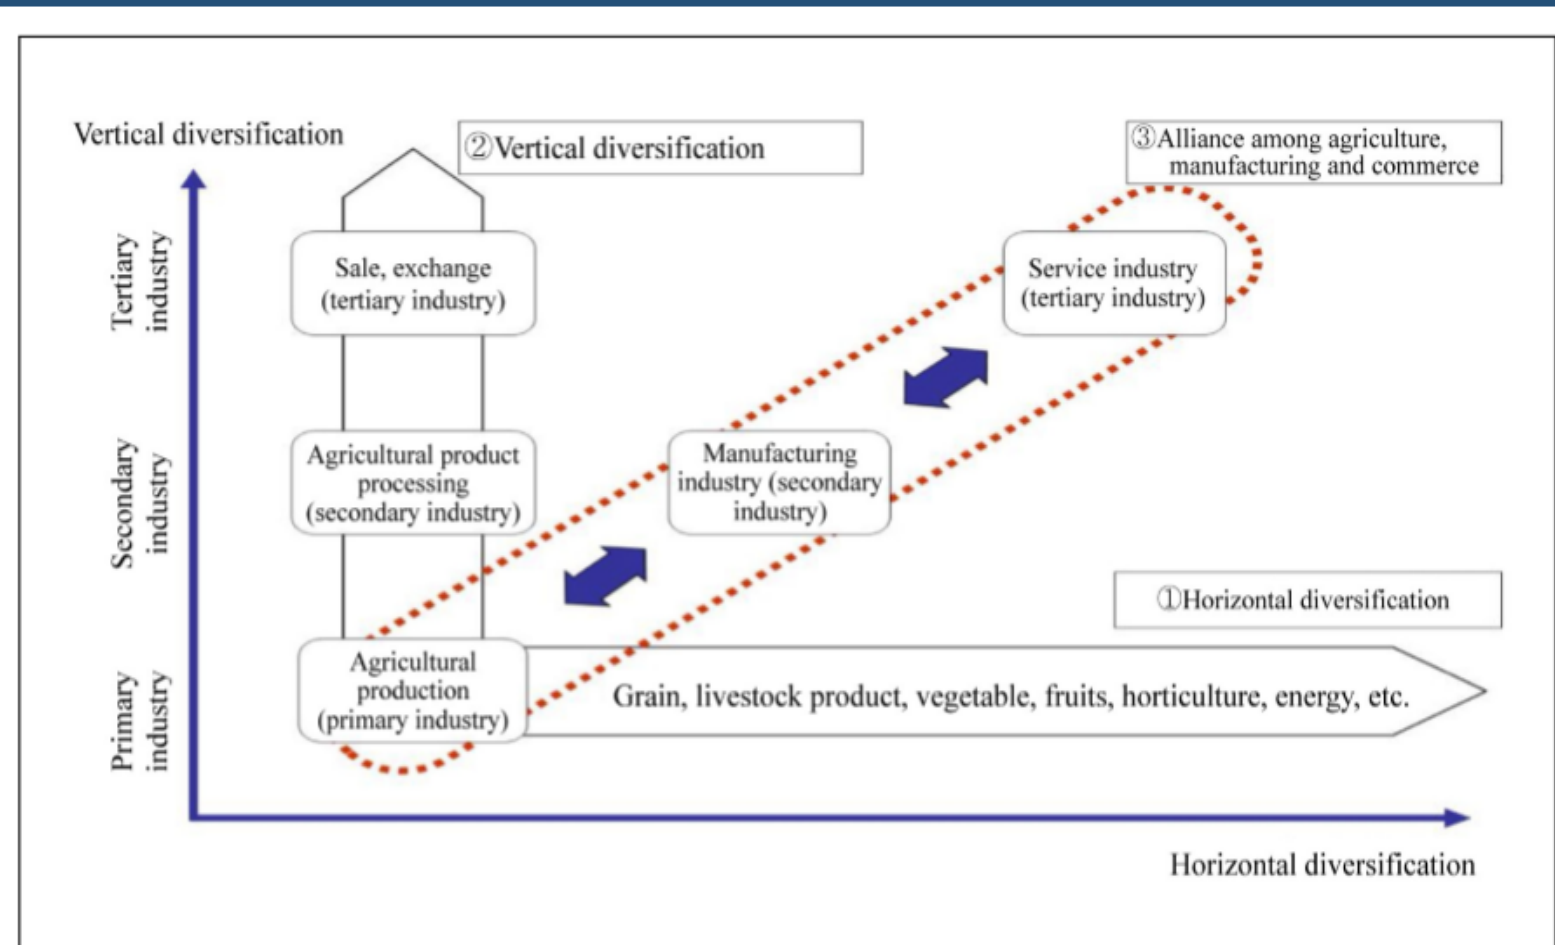 Vertical diversification
②Vertical diversification
③Alliance among agriculture,
manufacturing and commerce
Tertiary
industry
Sale, exchange
(tertiary industry)
Service industry
(tertiary industry)
Secondary
industry
Agricultural product
processing
(secondary industry)
Manufacturing
industry (secondary
industry)
①Horizontal diversification
Primary
industry
Agricultural
production
(primary industry)
Grain, livestock product, vegetable, fruits, horticulture, energy, etc.
Horizontal diversification